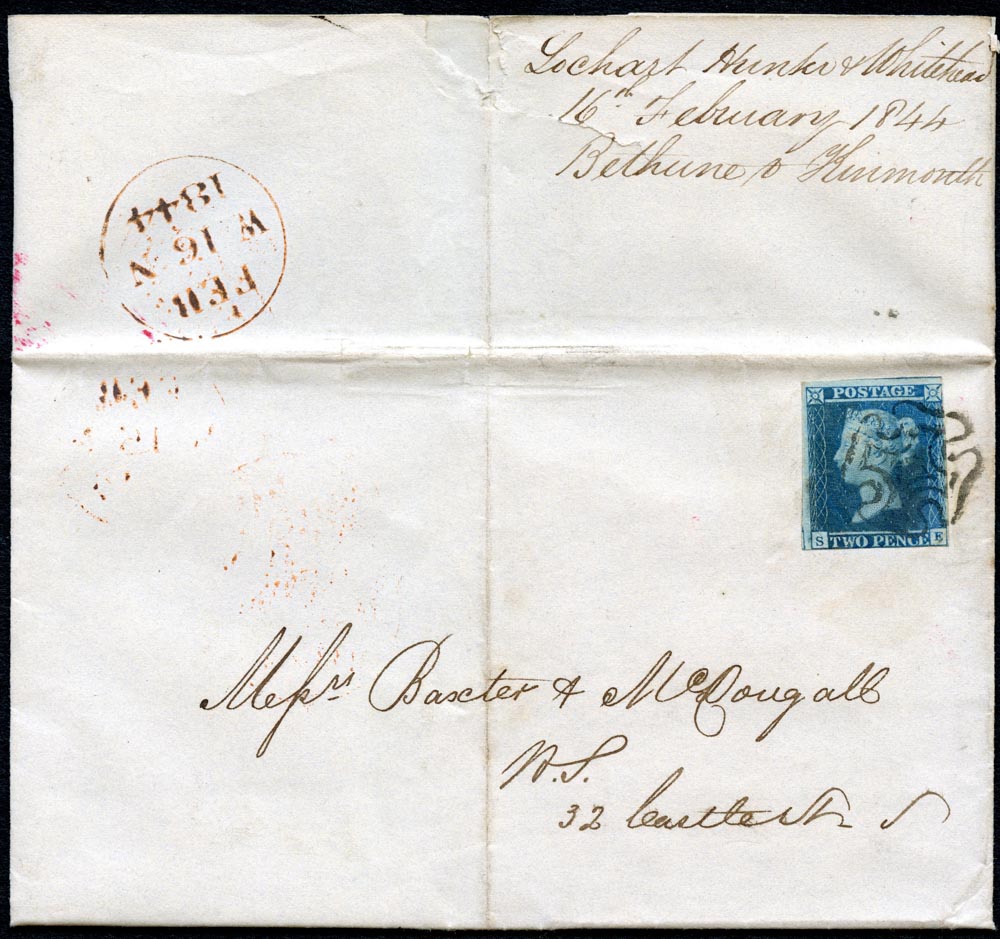 Lochart Hunter & Whitehead
16th February 1844
Bethune v Kinmonth
1844
W 16 N
FEB
POSTAGE
S TWO PENCE E
Messrs Baxter & McDougall
W.S.
32 Castle St